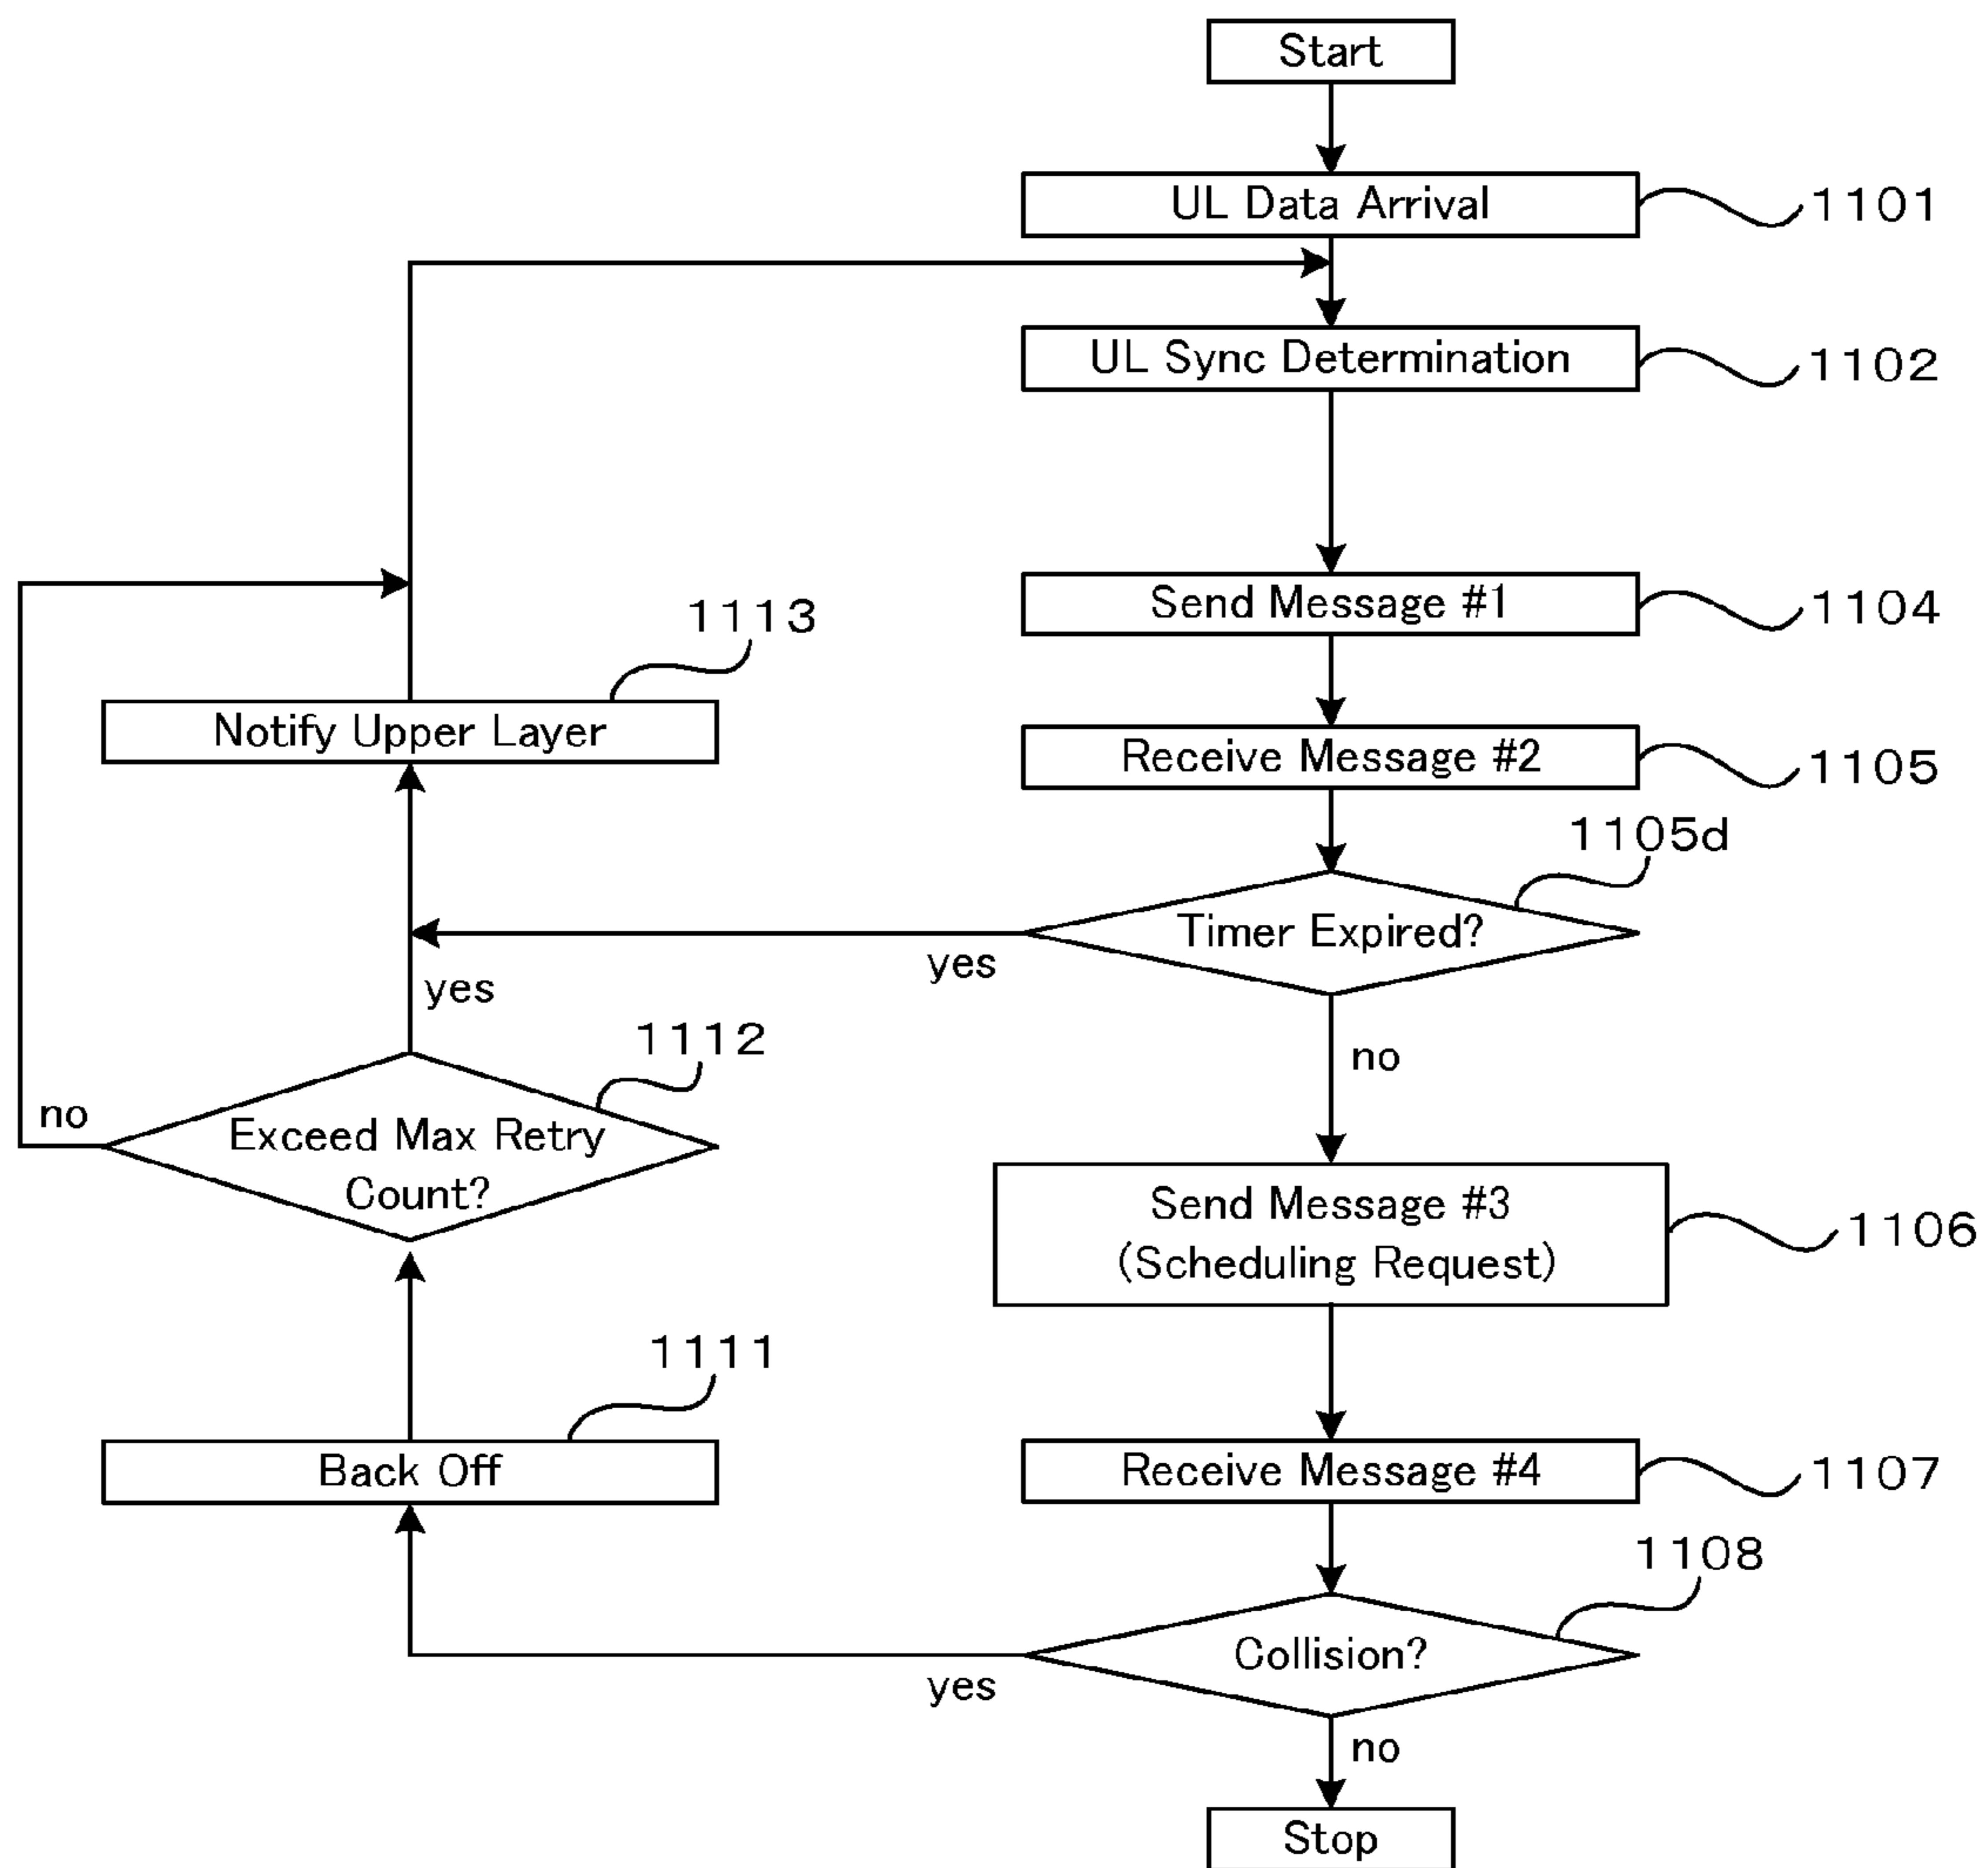 Start
UL Data Arrival
1101
UL Sync Determination
1102
Send Message #1
1104
1113
Notify Upper Layer
Receive Message #2
1105
1105d
Timer Expired?
yes
yes
no
1112
Exceed Max Retry
Count?
no
Send Message #3
(Scheduling Request)
1106
1111
Back Off
Receive Message #4
1107
1108
Collision?
yes
no
Stop